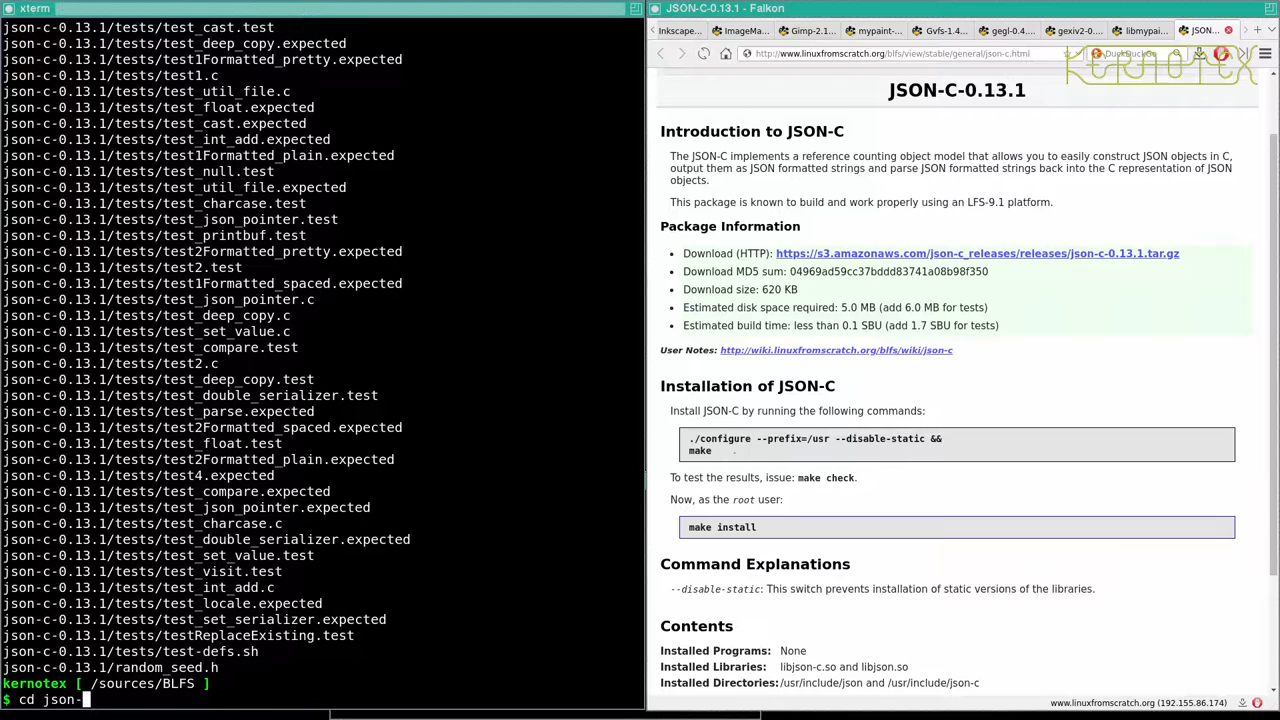 xterm
json-c-0.13.1/tests/test_cast.test
json-c-0.13.1/tests/test_deep_copy.expected
json-c-0.13.1/tests/test1Formatted_pretty.expected
json-c-0.13.1/tests/test1.c
json-c-0.13.1/tests/test_util_file.c
json-c-0.13.1/tests/test_float.expected
json-c-0.13.1/tests/test_cast.expected
json-c-0.13.1/tests/test_int_add.expected
json-c-0.13.1/tests/test1Formatted_plain.expected
json-c-0.13.1/tests/test_null.test
json-c-0.13.1/tests/test_util_file.expected
json-c-0.13.1/tests/test_charcase.test
json-c-0.13.1/tests/test_json_pointer.test
json-c-0.13.1/tests/test_printbuf.test
json-c-0.13.1/tests/test2Formatted_pretty.expected
json-c-0.13.1/tests/test2.test
json-c-0.13.1/tests/test1Formatted_spaced.expected
json-c-0.13.1/tests/test_json_pointer.c
json-c-0.13.1/tests/test_deep_copy.c
json-c-0.13.1/tests/test_set_value.c
json-c-0.13.1/tests/test_compare.test
json-c-0.13.1/tests/test2.c
json-c-0.13.1/tests/test_deep_copy.test
json-c-0.13.1/tests/test_double_serializer.test
json-c-0.13.1/tests/test_parse.expected
json-c-0.13.1/tests/test2Formatted_spaced.expected
json-c-0.13.1/tests/test_float.test
json-c-0.13.1/tests/test2Formatted_plain.expected
json-c-0.13.1/tests/test4.expected
json-c-0.13.1/tests/test_compare.expected
json-c-0.13.1/tests/test_json_pointer.expected
json-c-0.13.1/tests/test_charcase.c
json-c-0.13.1/tests/test_double_serializer.expected
json-c-0.13.1/tests/test_set_value.test
json-c-0.13.1/tests/test_visit.test
json-c-0.13.1/tests/test_int_add.c
json-c-0.13.1/tests/test_locale.expected
json-c-0.13.1/tests/test_set_serializer.expected
json-c-0.13.1/tests/testReplaceExisting.test
json-c-0.13.1/tests/test-defs.sh
json-c-0.13.1/random_seed.h
kernotex [ /sources/BLFS ]
$ cd json-
JSON-C-0.13.1 - Falkon
Inkscape... ImageMa... Gimp-2.1... mypaint-... Gvfs-1.4... gegl-0.4.... gexiv2-0.... libmypai... JSON-
http://www.linuxfromscratch.org/blfs/view/stable/general/json-c.html DuckDuckGo
KERNOTEX
JSON-C-0.13.1
Introduction to JSON-C
The JSON-C implements a reference counting object model that allows you to easily construct JSON objects in C,
output them as JSON formatted strings and parse JSON formatted strings back into the C representation of JSON
objects.
This package is known to build and work properly using an LFS-9.1 platform.
Package Information
• Download (HTTP): https://s3.amazonaws.com/json-c_releases/releases/json-c-0.13.1.tar.gz
• Download MD5 sum: 04969ad59cc37bddd83741a08b98f350
• Download size: 620 KB
• Estimated disk space required: 5.0 MB (add 6.0 MB for tests)
• Estimated build time: less than 0.1 SBU (add 1.7 SBU for tests)
User Notes: http://wiki.linuxfromscratch.org/blfs/wiki/json-c
Installation of JSON-C
Install JSON-C by running the following commands:
./configure --prefix=/usr --disable-static &&
make
To test the results, issue: make check.
Now, as the root user:
make install
Command Explanations
--disable-static: This switch prevents installation of static versions of the libraries.
Contents
Installed Programs: None
Installed Libraries: libjson-c.so and libjson.so
Installed Directories: /usr/include/json and /usr/include/json-c
www.linuxfromscratch.org (192.155.86.174)